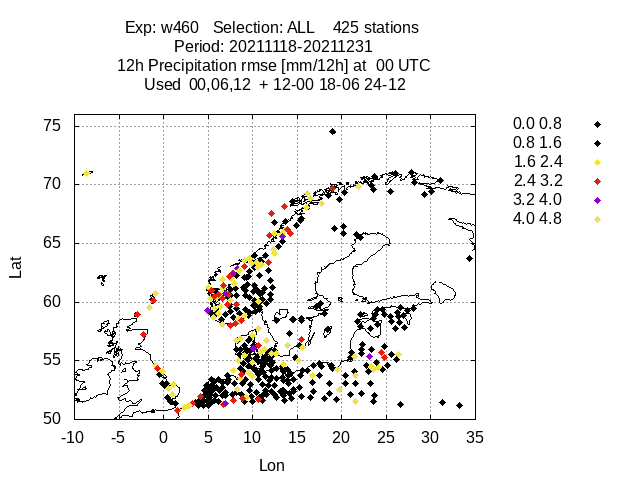 Exp: w460 Selection: ALL 425 stations
Period: 20211118-20211231
12h Precipitation rmse [mm/12h] at 00 UTC
Used 00,06,12 + 12-00 18-06 24-12
0.0 0.8
0.8 1.6
1.6 2.4
2.4 3.2
3.2 4.0
4.0 4.8
75
70
65
60
55
50
Lat
-10 -5 0 5 10 15 20 25 30 35
Lon